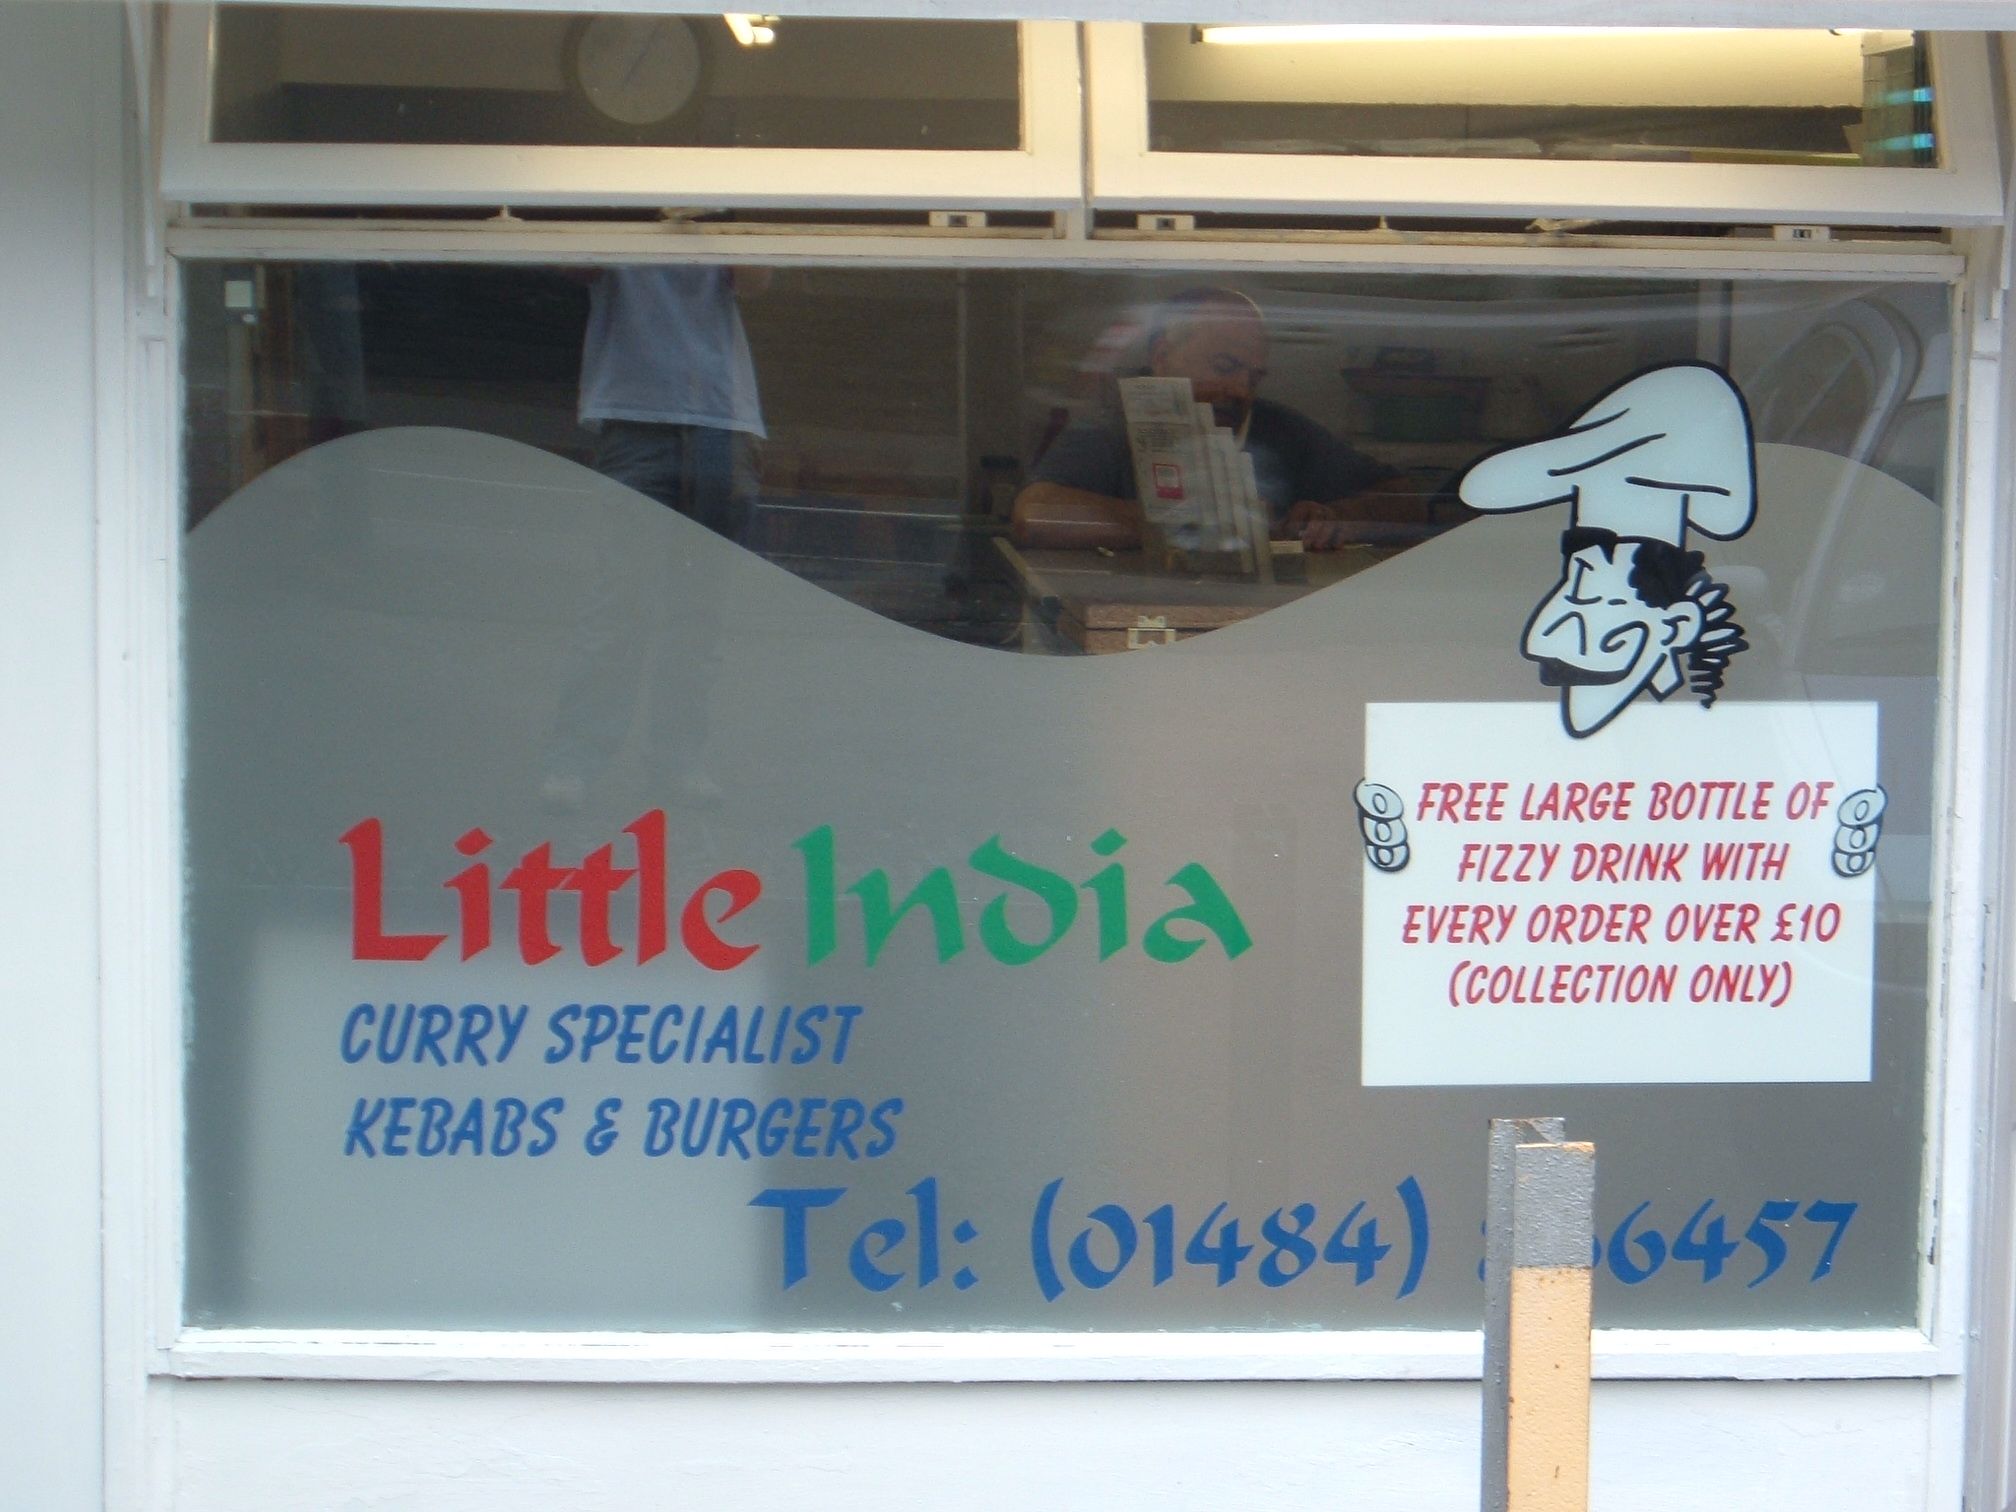 Little India
CURRY SPECIALIST
KEBABS & BURGERS
Tel: (01484) 6457
FREE LARGE BOTTLE OF
FIZZY DRINK WITH
EVERY ORDER OVER £10
(COLLECTION ONLY)